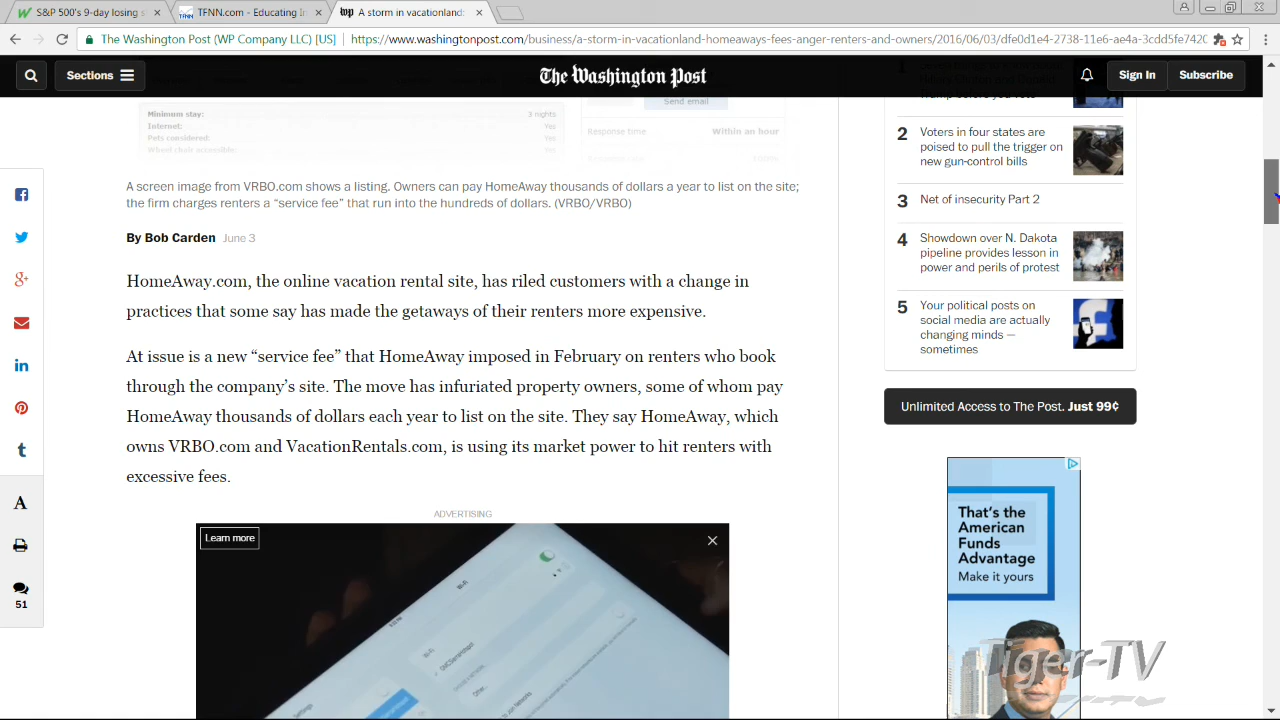 S&P 500's 9-day losing s
TFNN.com - Educating In
A storm in vacationland:
The Washington Post (WP Company LLC) [US]
https://www.washingtonpost.com/business/a-storm-in-vacationland-homeaways-fees-anger-renters-and-owners/2016/06/03/dfe0d1e4-2738-11e6-ae4a-3cdd5fe7420
Sections
The Washington Post
Sign In
Subscribe
Send email
Minimum stay: 3 nights
Internet: Yes
Pets considered: Yes
Wheel chair accessible: Yes
Response time Within an hour
A screen image from VRBO.com shows a listing. Owners can pay HomeAway thousands of dollars a year to list on the site;
the firm charges renters a “service fee” that run into the hundreds of dollars. (VRBO/VRBO)
By Bob Carden June 3
HomeAway.com, the online vacation rental site, has riled customers with a change in
practices that some say has made the getaways of their renters more expensive.
At issue is a new “service fee” that HomeAway imposed in February on renters who book
through the company’s site. The move has infuriated property owners, some of whom pay
HomeAway thousands of dollars each year to list on the site. They say HomeAway, which
owns VRBO.com and VacationRentals.com, is using its market power to hit renters with
excessive fees.
ADVERTISING
Learn more
Wi-Fi
A
51
2
Voters in four states are
poised to pull the trigger on
new gun-control bills
3
Net of insecurity Part 2
4
Showdown over N. Dakota
pipeline provides lesson in
power and perils of protest
5
Your political posts on
social media are actually
changing minds —
sometimes
Unlimited Access to The Post. Just 99¢
That's the
American
Funds
Advantage
Make it yours
Tiger-TV